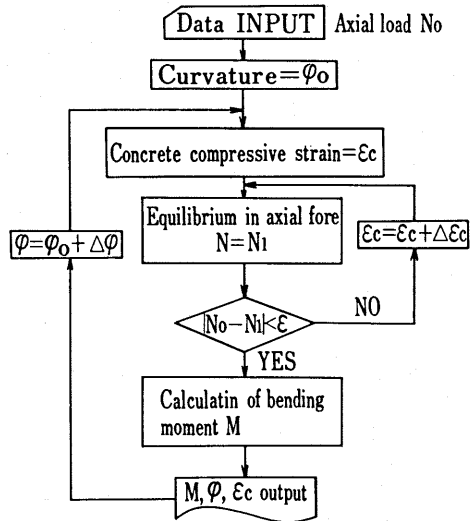 Data INPUT Axial load No
Curvature=φo
Concrete compressive strain=εc
Equilibrium in axial fore
N=N1
φ=φo+Δφ
εc=εc+Δεc
|No−N1|<ε
NO
YES
Calculatin of bending
moment M
M, φ, εc output